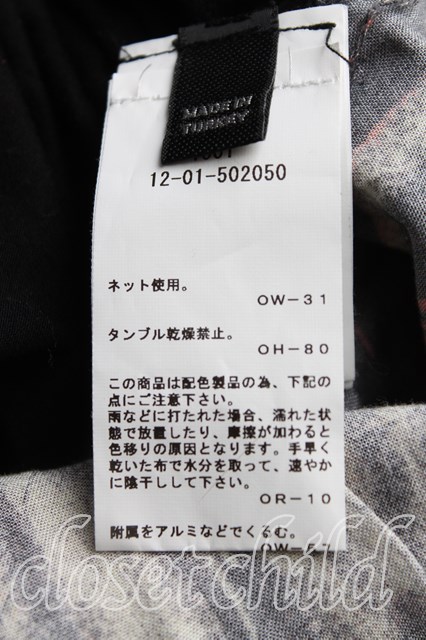 MADE IN
TURKEY
12-01-502050
ネット使用。
OW-31
タンブル乾燥禁止。
OH-80
この商品は配色製品の為、下記の
点にご注意下さい。
雨などに打たれた場合、濡れた状
態で放置したり、摩擦が加わると
色移りの原因となります。手早く
乾いた布で水分を取って、速やか
に陰干しして下さい。
OR-10
附属をアルミなどでくるむ。
closetchild